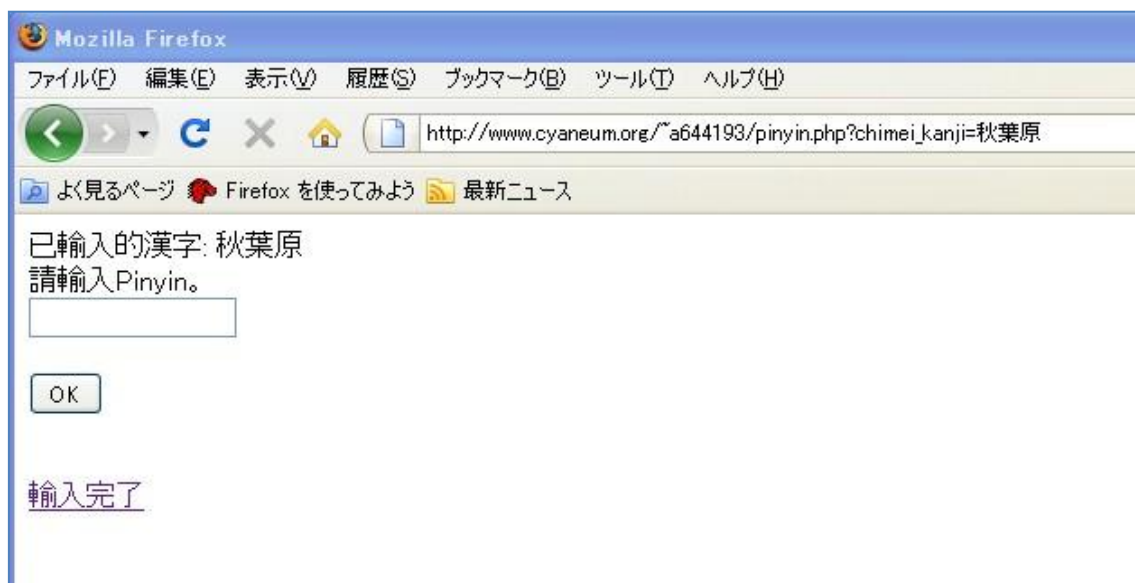 Mozilla Firefox
ファイル(F) 編集(E) 表示(V) 履歴(S) ブックマーク(B) ツール(T) ヘルプ(H)
http://www.cyaneum.org/~a644193/pinyin.php?chimei_kanji=秋葉原
よく見るページ Firefox を使ってみよう 最新ニュース
已輸入的漢字: 秋葉原
請輸入Pinyin。
OK
輸入完了